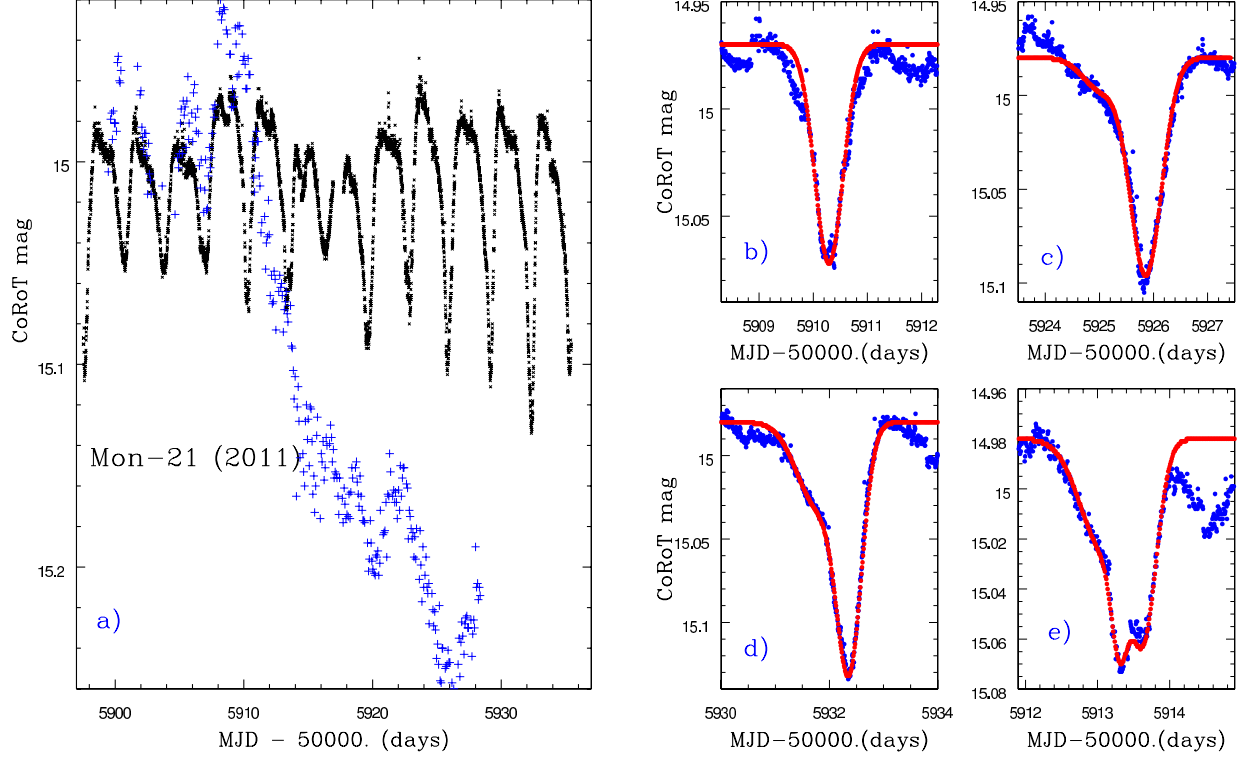 15
15.1
15.2
CoRoT mag
Mon-21 (2011)
a)
5900
5910
5920
5930
MJD - 50000. (days)
14.95
15
15.05
CoRoT mag
b)
5909
5910
5911
5912
MJD-50000.(days)
14.95
15
15.05
15.1
c)
5924
5925
5926
5927
MJD-50000.(days)
15
15.05
15.1
CoRoT mag
d)
5930
5932
5934
MJD-50000.(days)
14.96
14.98
15
15.02
15.04
15.06
15.08
e)
5912
5913
5914
MJD-50000.(days)